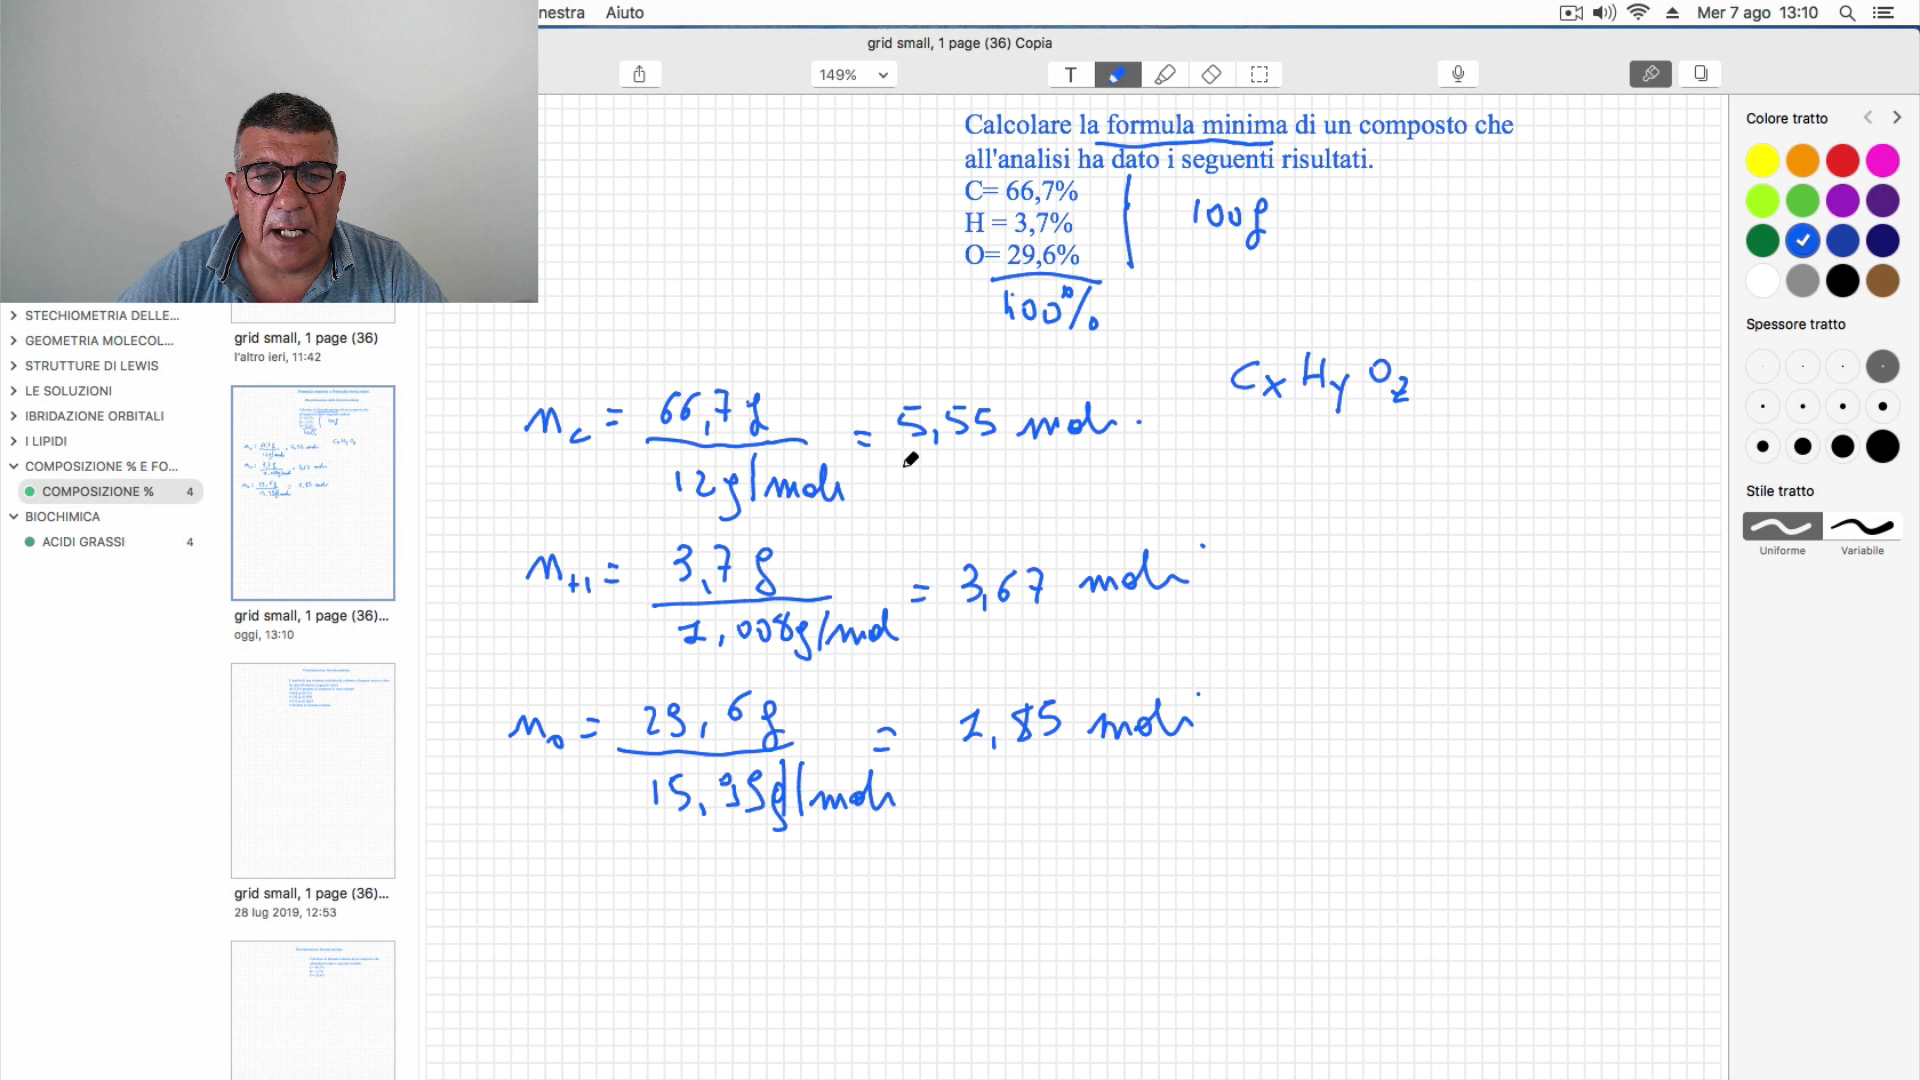 nestra Aiuto Mer 7 ago 13:10
grid small, 1 page (36) Copia
149% T
Calcolare la formula minima di un composto che
all'analisi ha dato i seguenti risultati.
C= 66,7%
H = 3,7%
O= 29,6%
100%
100 g
Cx Hy Oz
nc = 66,7 g = 5,55 moli
12 g/moli
nH = 3,7 g = 3,67 moli
1,008 g/mol
no = 29,6 g = 1,85 moli
15,99 g/moli
STECHIOMETRIA DELLE...
GEOMETRIA MOLECOL...
STRUTTURE DI LEWIS
LE SOLUZIONI
IBRIDAZIONE ORBITALI
I LIPIDI
COMPOSIZIONE % E FO...
COMPOSIZIONE % 4
BIOCHIMICA
ACIDI GRASSI 4
grid small, 1 page (36)
l'altro ieri, 11:42
grid small, 1 page (36)...
oggi, 13:10
grid small, 1 page (36)...
28 lug 2019, 12:53
Colore tratto
Spessore tratto
Stile tratto
Uniforme Variabile